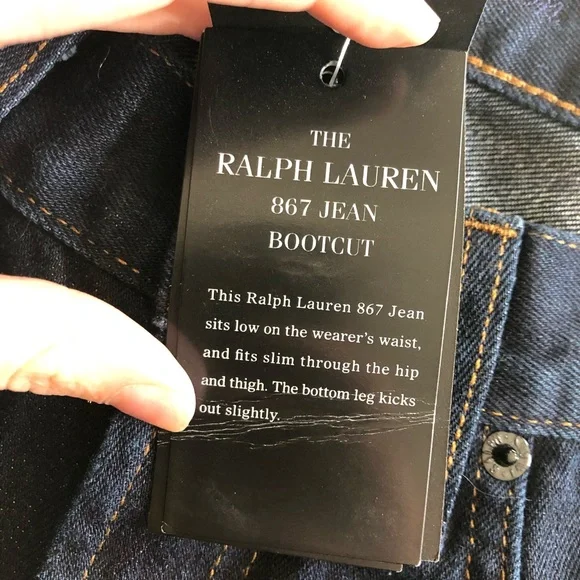 THE
RALPH LAUREN
867 JEAN
BOOTCUT
This Ralph Lauren 867 Jean
sits low on the wearer's waist,
and fits slim through the hip
and thigh. The bottom leg kicks
out slightly.